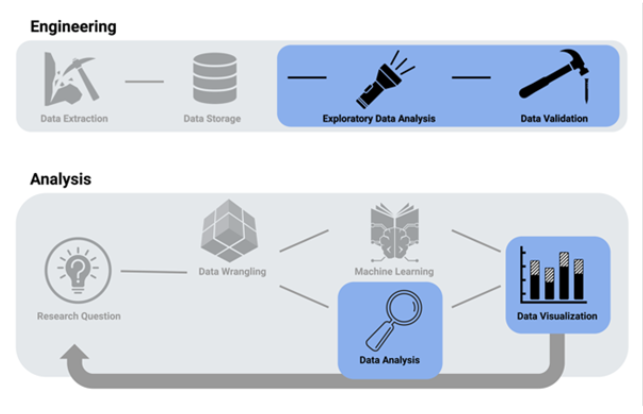 Engineering
Data Extraction
Data Storage
Exploratory Data Analysis
Data Validation
Analysis
Data Wrangling
Machine Learning
Research Question
Data Visualization
Data Analysis